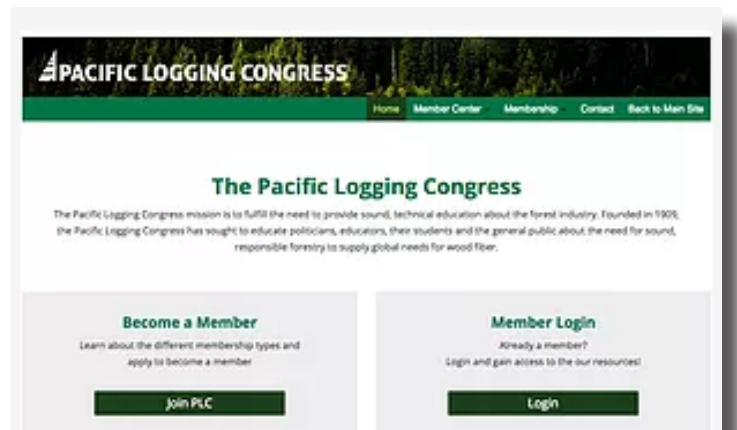 PACIFIC LOGGING CONGRESS
Home Member Center Membership Contact Back to Main Site
The Pacific Logging Congress
The Pacific Logging Congress mission is to fulfill the need to provide sound, technical education about the forest industry. Founded in 1909,
the Pacific Logging Congress has sought to educate politicians, educators, their students and the general public about the need for sound,
responsible forestry to supply global needs for wood fiber.
Become a Member
Learn about the different membership types and
apply to become a member
Join PLC
Member Login
Already a member?
Login and gain access to the our resources!
Login